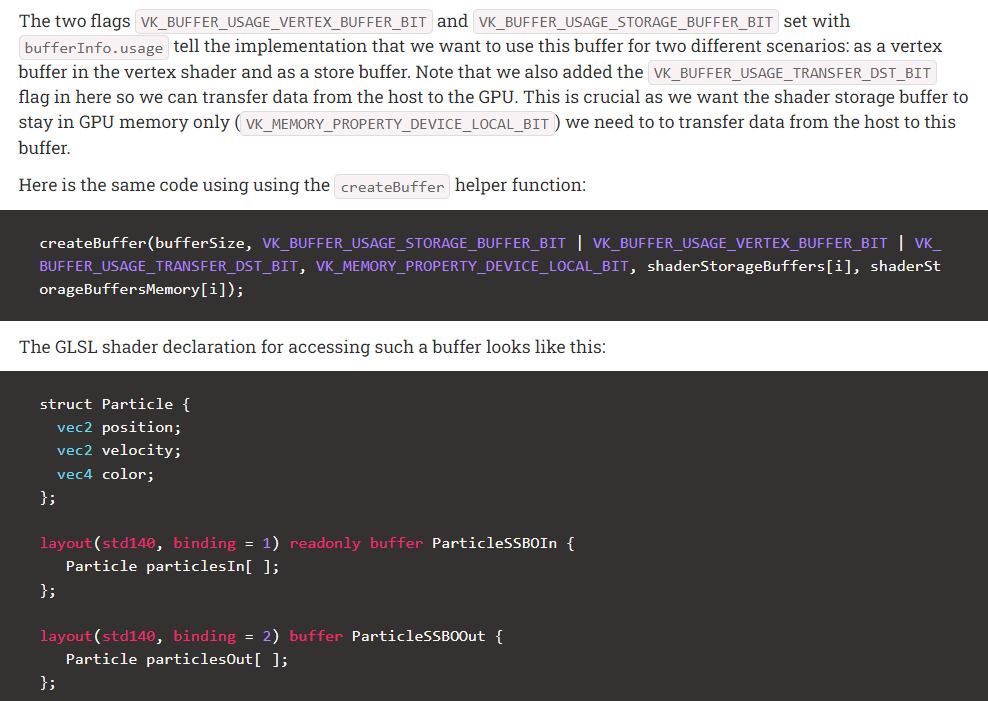 The two flags VK_BUFFER_USAGE_VERTEX_BUFFER_BIT and VK_BUFFER_USAGE_STORAGE_BUFFER_BIT set with
bufferInfo.usage tell the implementation that we want to use this buffer for two different scenarios: as a vertex
buffer in the vertex shader and as a store buffer. Note that we also added the VK_BUFFER_USAGE_TRANSFER_DST_BIT
flag in here so we can transfer data from the host to the GPU. This is crucial as we want the shader storage buffer to
stay in GPU memory only (VK_MEMORY_PROPERTY_DEVICE_LOCAL_BIT) we need to to transfer data from the host to this
buffer.
Here is the same code using using the createBuffer helper function:
createBuffer(bufferSize, VK_BUFFER_USAGE_STORAGE_BUFFER_BIT | VK_BUFFER_USAGE_VERTEX_BUFFER_BIT | VK_
BUFFER_USAGE_TRANSFER_DST_BIT, VK_MEMORY_PROPERTY_DEVICE_LOCAL_BIT, shaderStorageBuffers[i], shaderSt
orageBuffersMemory[i]);
The GLSL shader declaration for accessing such a buffer looks like this:
struct Particle {
  vec2 position;
  vec2 velocity;
  vec4 color;
};
layout(std140, binding = 1) readonly buffer ParticleSSBOIn {
   Particle particlesIn[ ];
};
layout(std140, binding = 2) buffer ParticleSSBOOut {
   Particle particlesOut[ ];
};